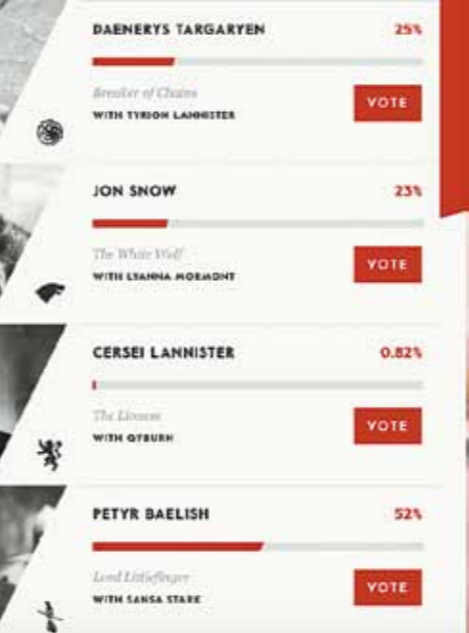 DAENERYS TARGARYEN 25%
Breaker of Chains
VOTE
WITH TYRION LANNISTER
JON SNOW 23%
The White Wolf
VOTE
WITH LYANNA MORMONT
CERSEI LANNISTER 0.82%
The Lioness
VOTE
WITH QYBURN
PETYR BAELISH 52%
Lord Littlefinger
VOTE
WITH SANSA STARK